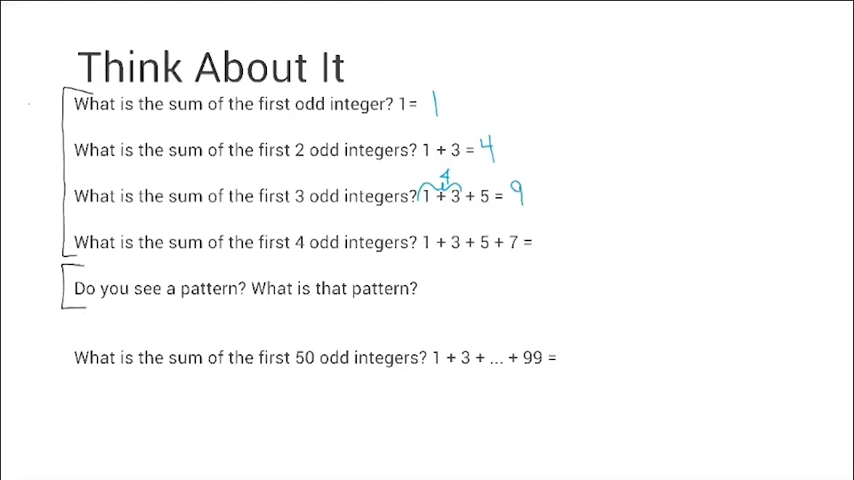 Think About It
What is the sum of the first odd integer? 1= 1
What is the sum of the first 2 odd integers? 1 + 3 = 4
4
What is the sum of the first 3 odd integers? 1 + 3 + 5 = 9
What is the sum of the first 4 odd integers? 1 + 3 + 5 + 7 =
Do you see a pattern? What is that pattern?
What is the sum of the first 50 odd integers? 1 + 3 + ... + 99 =